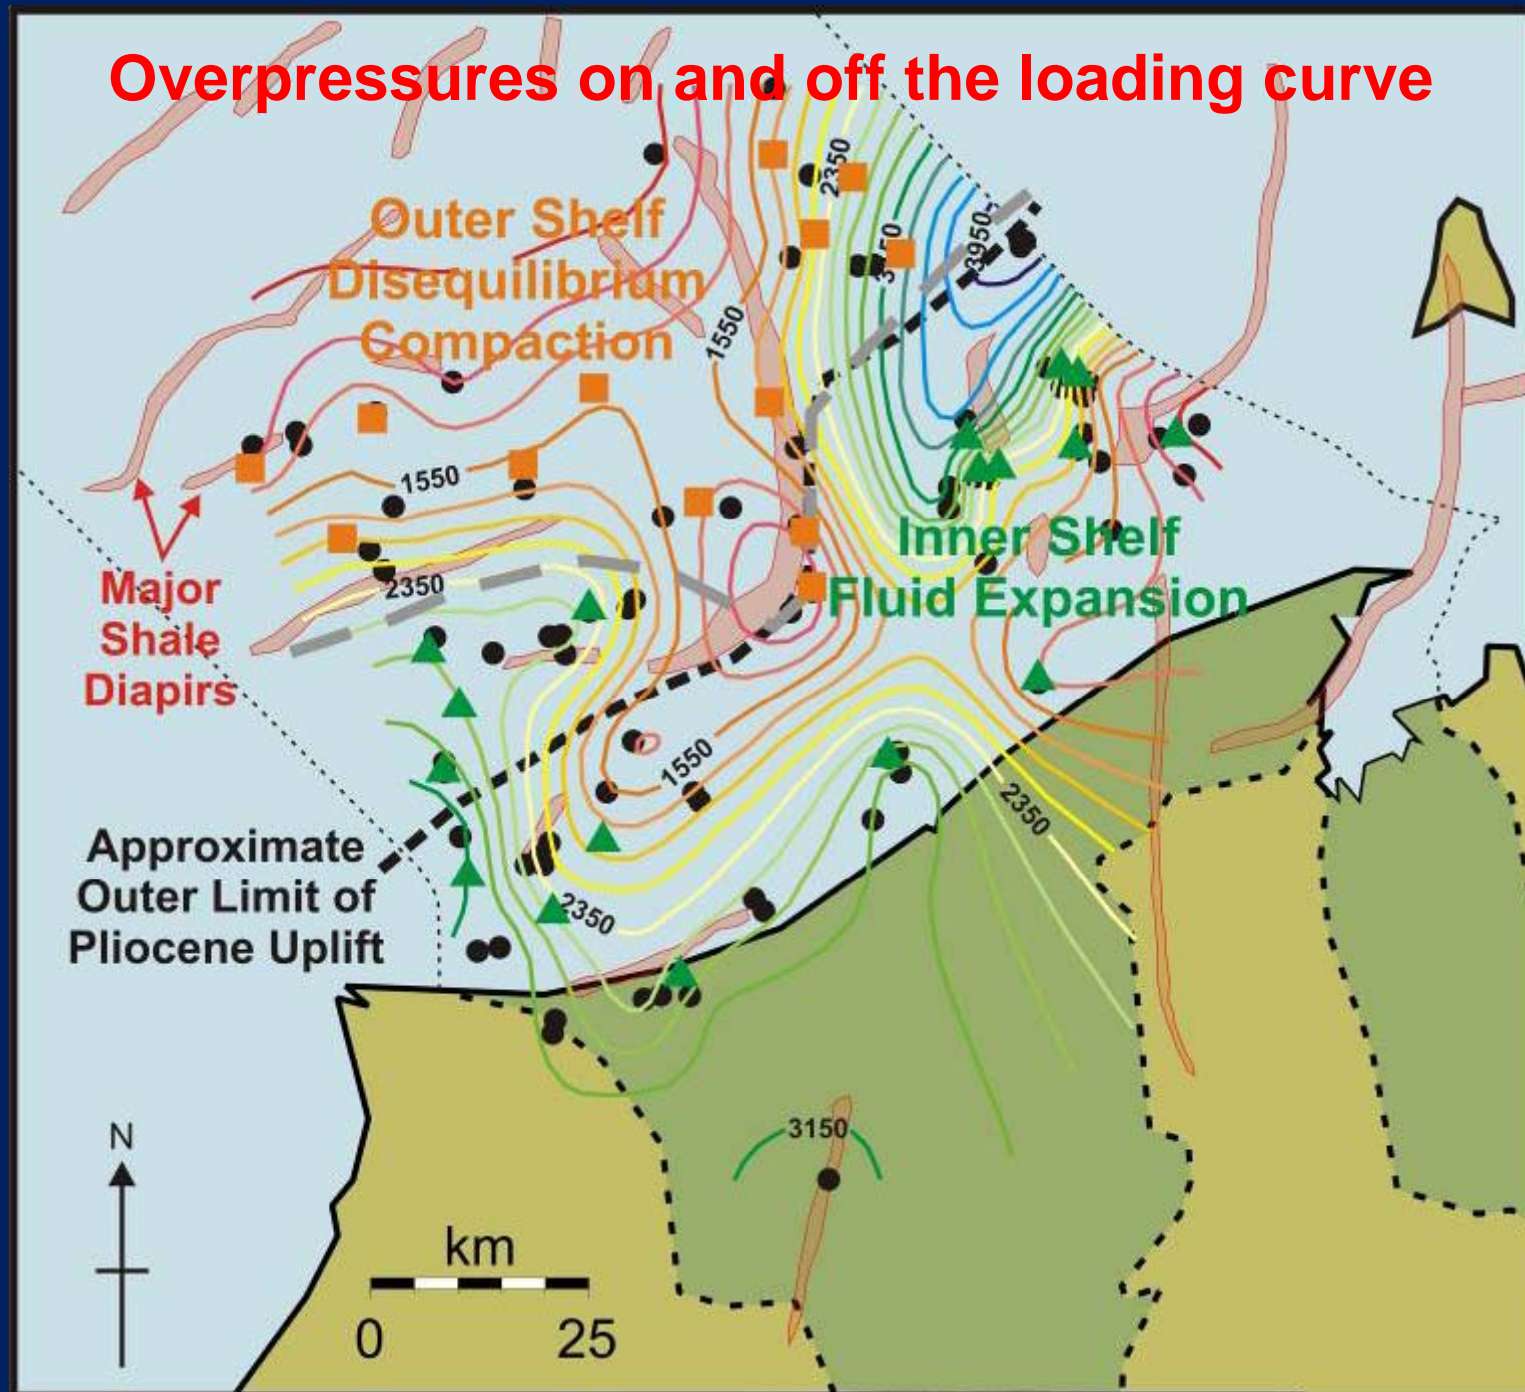 Overpressures on and off the loading curve
Outer Shelf
Disequilibrium
Compaction
2350
3950
1550
1550
2350
Inner Shelf
Fluid Expansion
Major
Shale
Diapirs
1550
2350
Approximate
Outer Limit of
Pliocene Uplift
2350
3150
N
km
0 25